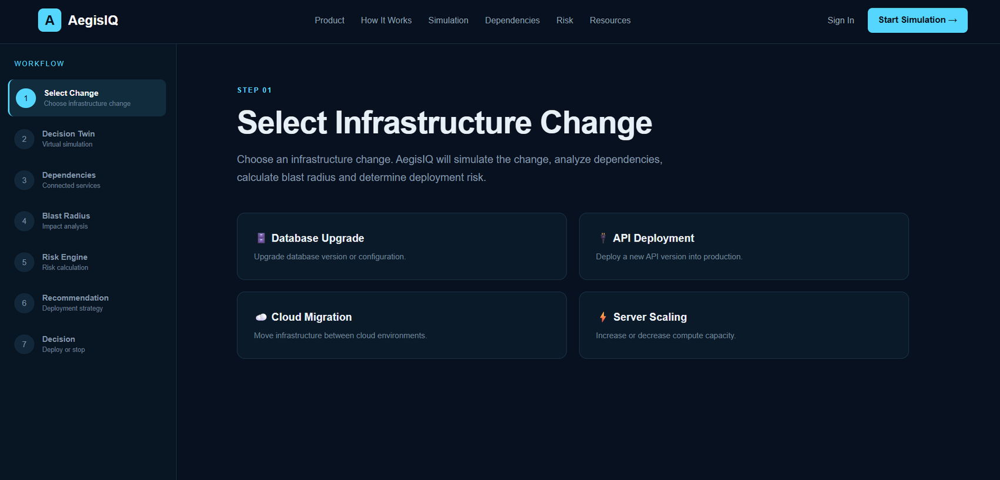 A AegisIQ
Product How It Works Simulation Dependencies Risk Resources
Sign In Start Simulation →
WORKFLOW
1
Select Change
Choose infrastructure change
2
Decision Twin
Virtual simulation
3
Dependencies
Connected services
4
Blast Radius
Impact analysis
5
Risk Engine
Risk calculation
6
Recommendation
Deployment strategy
7
Decision
Deploy or stop
STEP 01
Select Infrastructure Change
Choose an infrastructure change. AegisIQ will simulate the change, analyze dependencies,
calculate blast radius and determine deployment risk.
Database Upgrade
Upgrade database version or configuration.
API Deployment
Deploy a new API version into production.
Cloud Migration
Move infrastructure between cloud environments.
Server Scaling
Increase or decrease compute capacity.